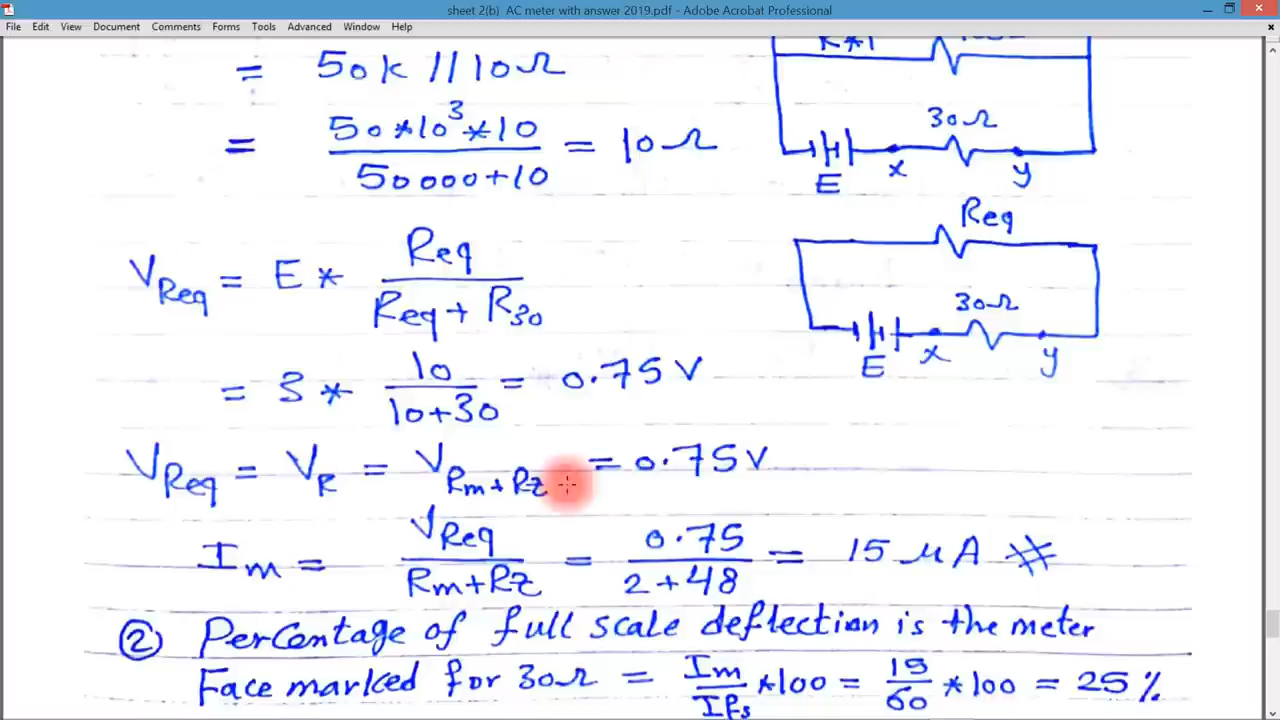 sheet 2(b) AC meter with answer 2019.pdf - Adobe Acrobat Professional
File Edit View Document Comments Forms Tools Advanced Window Help
= 50k // 10Ω
= 50*10³*10 / 50000+10 = 10Ω
R*1
30Ω
E x y
VReq = E* Req / Req + R30
Req
30Ω
E x y
= 3 * 10 / 10+30 = 0.75 V
VReq = VR = VRm+Rz = 0.75 V
Im = VReq / Rm+Rz = 0.75 / 2+48 = 15 μA #
② Percentage of full scale deflection is the meter
Face marked for 30Ω = Im / Ifs *100 = 15 / 60 *100 = 25 %